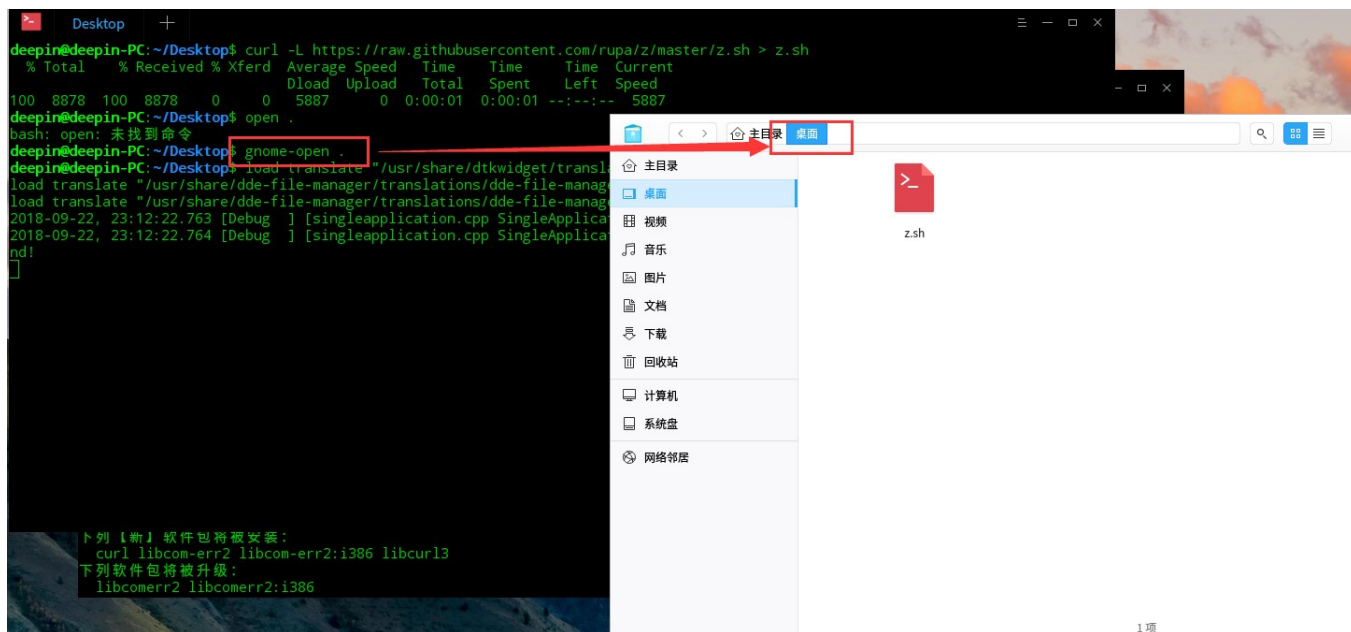 Desktop
deepin@deepin-PC:~/Desktop$ curl -L https://raw.githubusercontent.com/rupa/z/master/z.sh > z.sh
% Total % Received % Xferd Average Speed Time Time Time Current
Dload Upload Total Spent Left Speed
100 8878 100 8878 0 0 5887 0 0:00:01 0:00:01 --:--:-- 5887
deepin@deepin-PC:~/Desktop$ open .
bash: open: 未找到命令
deepin@deepin-PC:~/Desktop$ gnome-open .
deepin@deepin-PC:~/Desktop$ load translate "/usr/share/dtkwidget/transla
load translate "/usr/share/dde-file-manager/translations/dde-file-manage
load translate "/usr/share/dde-file-manager/translations/dde-file-manage
2018-09-22, 23:12:22.763 [Debug ] [singleapplication.cpp SingleApplica
2018-09-22, 23:12:22.764 [Debug ] [singleapplication.cpp SingleApplica
nd!
下列【新】软件包将被安装:
curl libcom-err2 libcom-err2:i386 libcurl3
下列软件包将被升级:
libcomerr2 libcomerr2:i386
主目录 桌面
主目录
桌面
视频
音乐
图片
文档
下载
回收站
计算机
系统盘
网络邻居
z.sh
1 项